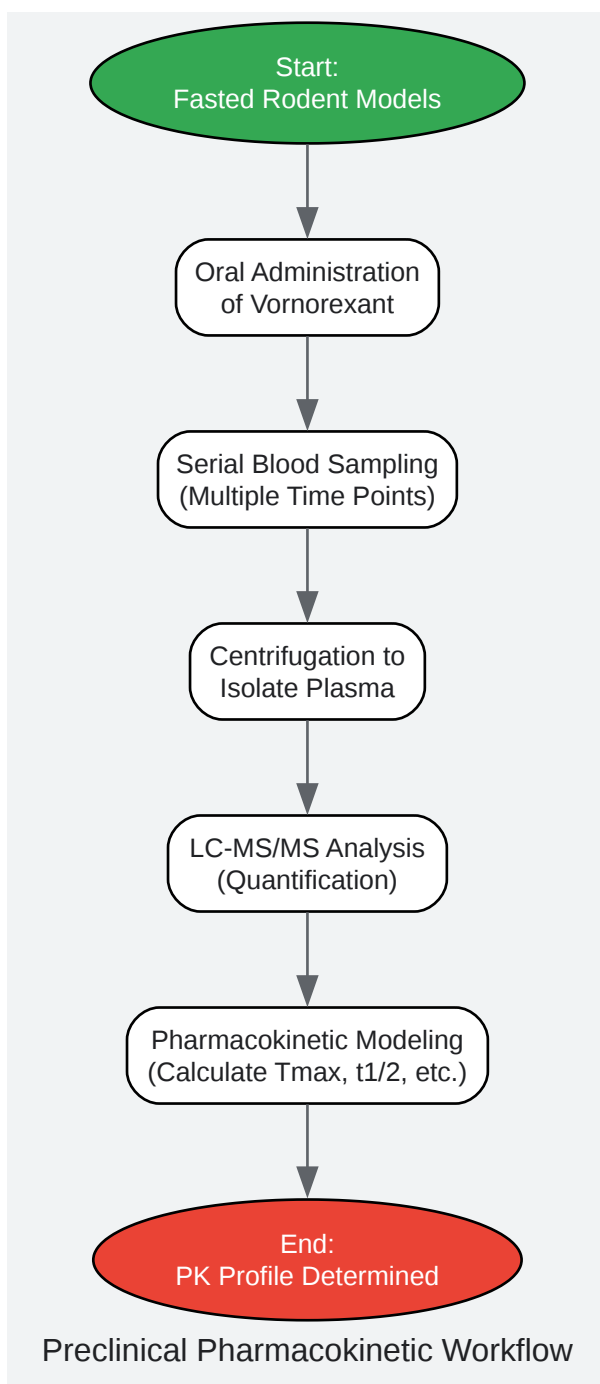 Start:
Fasted Rodent Models
Oral Administration
of Vornorexant
Serial Blood Sampling
(Multiple Time Points)
Centrifugation to
Isolate Plasma
LC-MS/MS Analysis
(Quantification)
Pharmacokinetic Modeling
(Calculate Tmax, t1/2, etc.)
End:
PK Profile Determined
Preclinical Pharmacokinetic Workflow